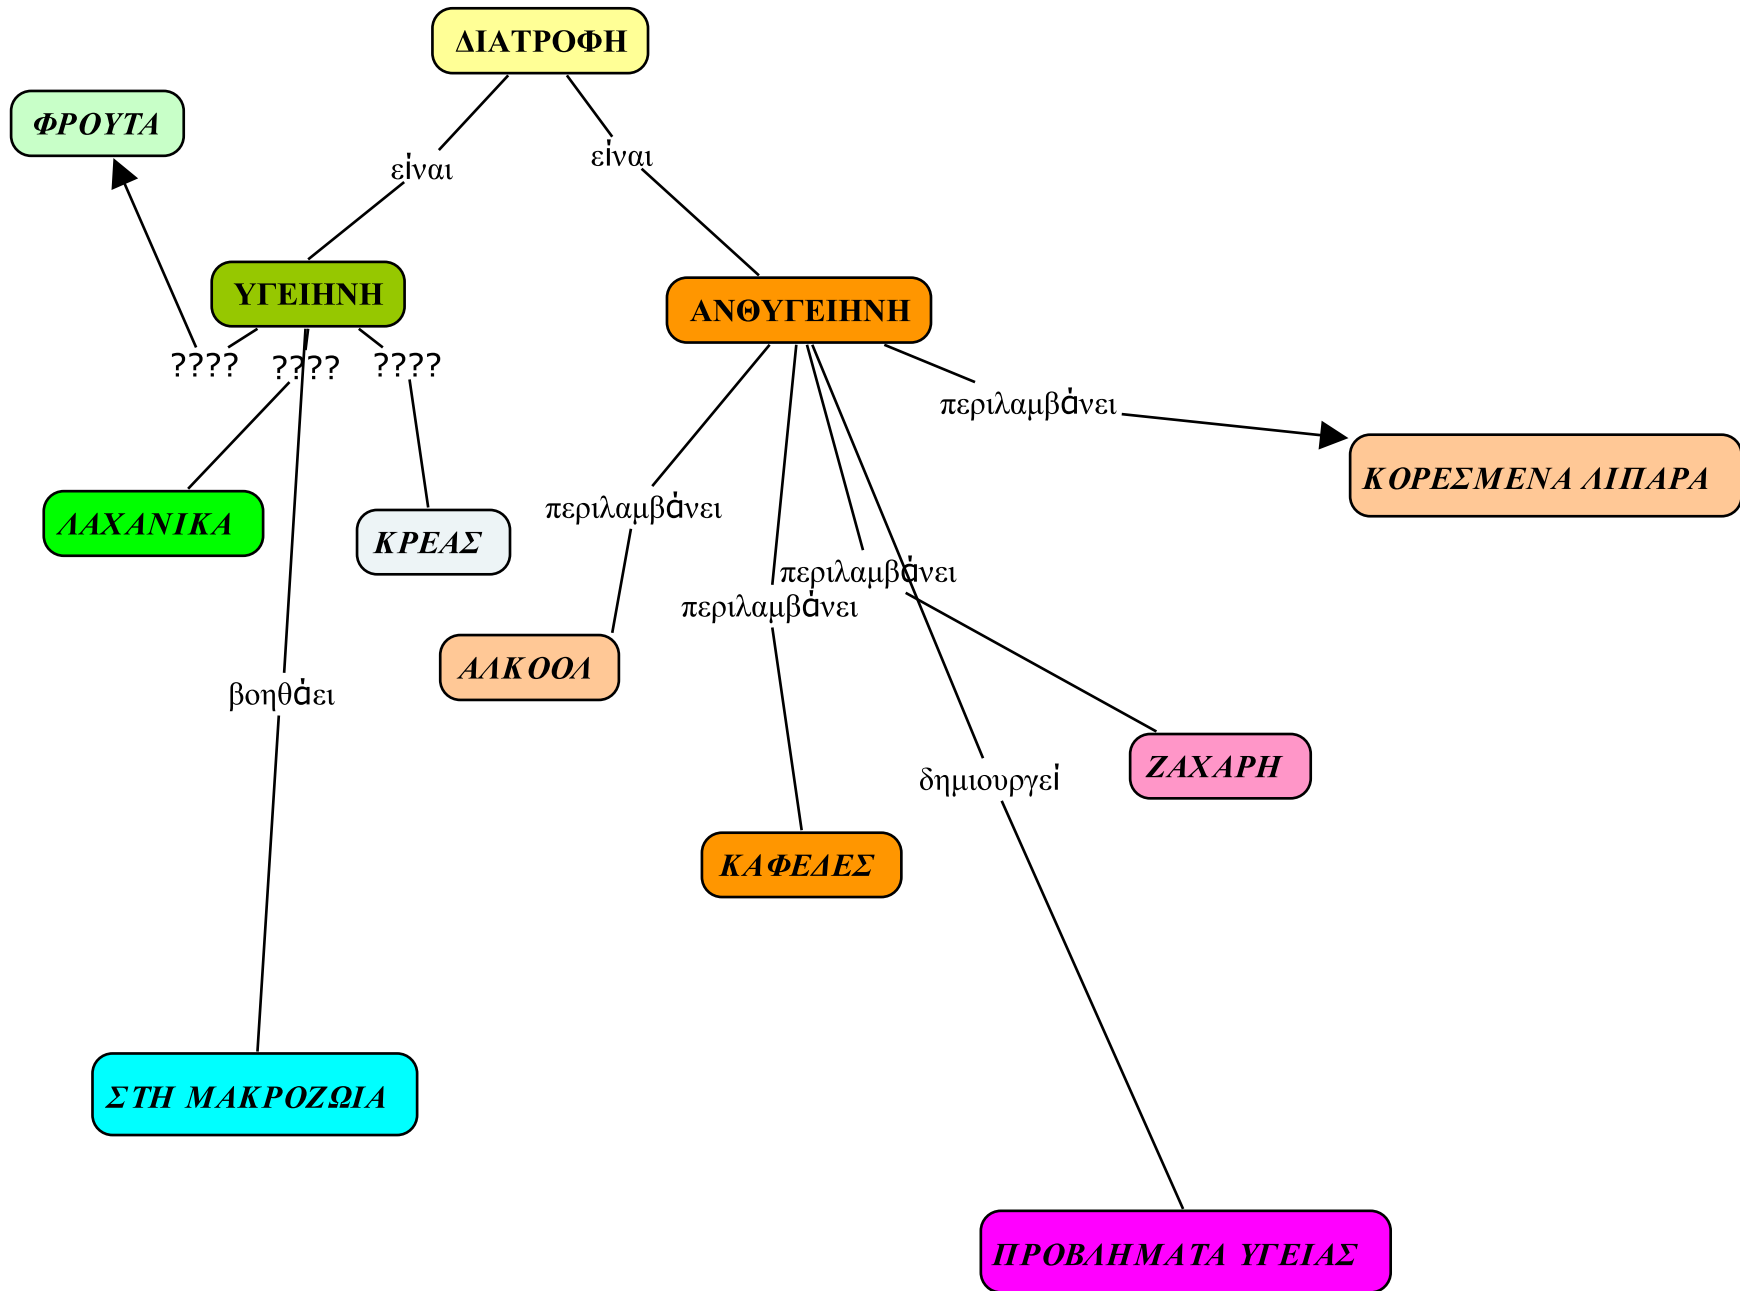 ΔΙΑΤΡΟΦΗ
ΦΡΟΥΤΑ
είναι
είναι
ΥΓΕΙΗΝΗ
ΑΝΘΥΓΕΙΗΝΗ
????
????
????
περιλαμβάνει
ΚΟΡΕΣΜΕΝΑ ΛΙΠΑΡΑ
ΛΑΧΑΝΙΚΑ
ΚΡΕΑΣ
περιλαμβάνει
περιλαμβάνει
περιλαμβάνει
ΑΛΚΟΟΛ
βοηθάει
ΖΑΧΑΡΗ
δημιουργεί
ΚΑΦΕΔΕΣ
ΣΤΗ ΜΑΚΡΟΖΩΙΑ
ΠΡΟΒΛΗΜΑΤΑ ΥΓΕΙΑΣ